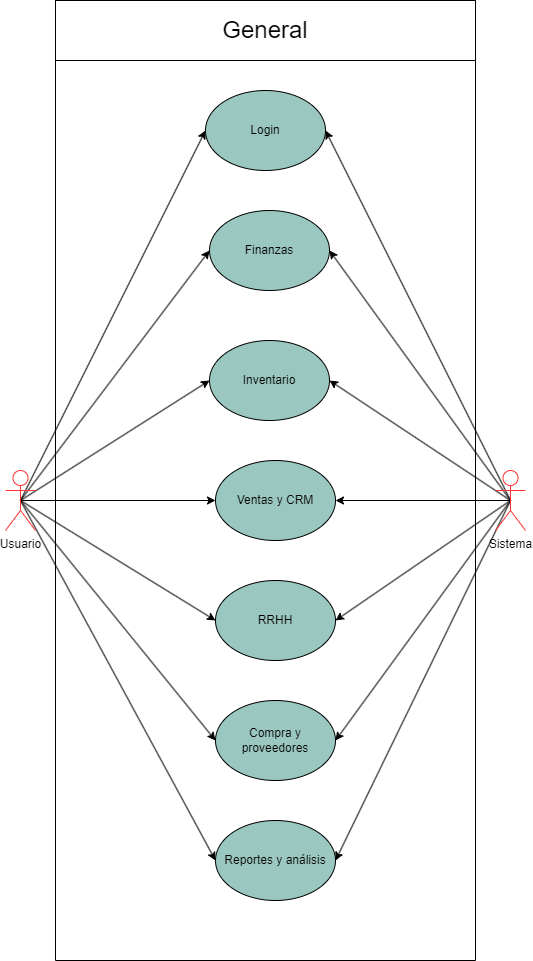 General
Login
Finanzas
Inventario
Ventas y CRM
Usuario
Sistema
RRHH
Compra y
proveedores
Reportes y análisis